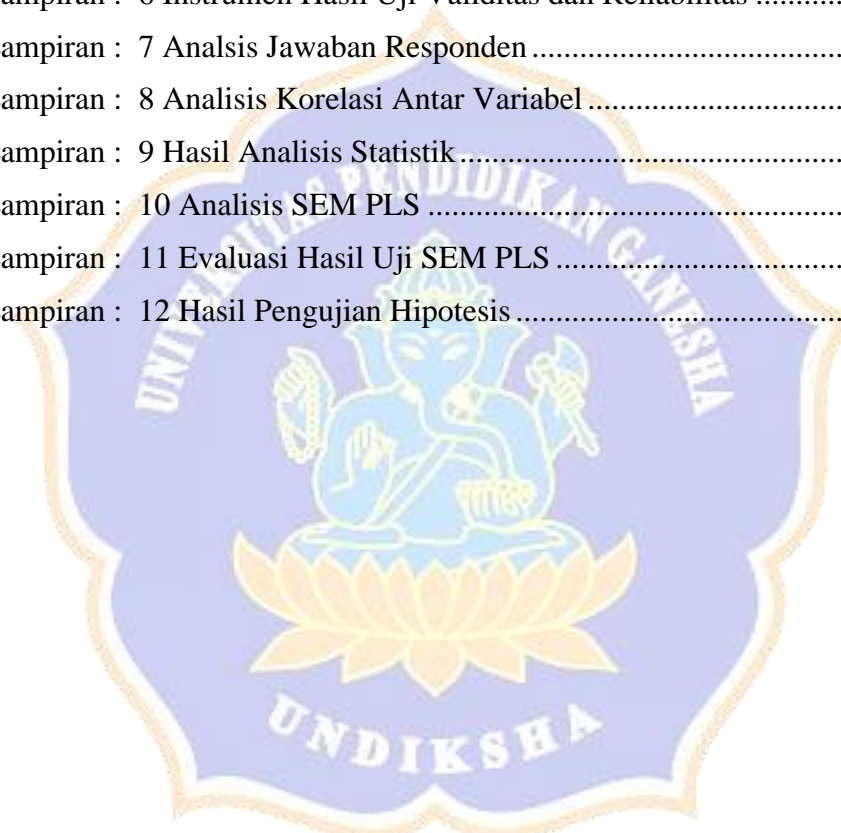 ampiran : 6 Instrumen Hasil Uji Validitas dan Reliabilitas ............
ampiran : 7 Analsis Jawaban Responden ........................................
ampiran : 8 Analisis Korelasi Antar Variabel .................................
ampiran : 9 Hasil Analisis Statistik.................................................
ampiran : 10 Analisis SEM PLS .....................................................
ampiran : 11 Evaluasi Hasil Uji SEM PLS .....................................
ampiran : 12 Hasil Pengujian Hipotesis..........................................
UNIVERSITAS PENDIDIKAN GANESHA
UNDIKSHA